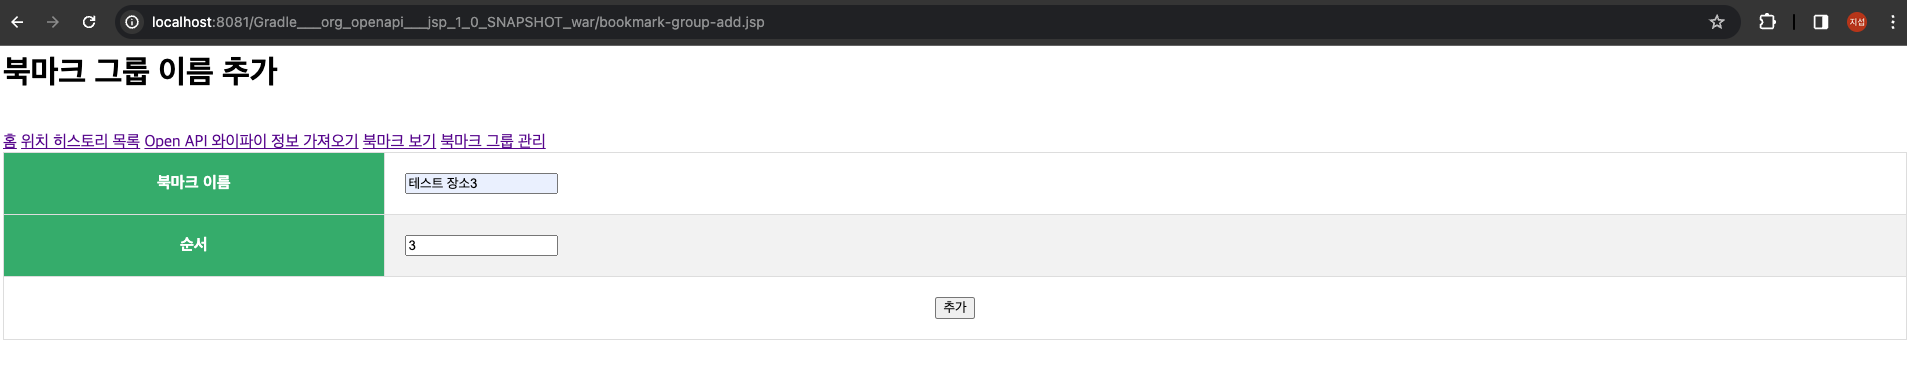 localhost:8081/Gradle___org_openapi___jsp_1_0_SNAPSHOT_war/bookmark-group-add.jsp
지섭
북마크 그룹 이름 추가
홈 위치 히스토리 목록 Open API 와이파이 정보 가져오기 북마크 보기 북마크 그룹 관리
북마크 이름 테스트 장소3
순서 3
추가